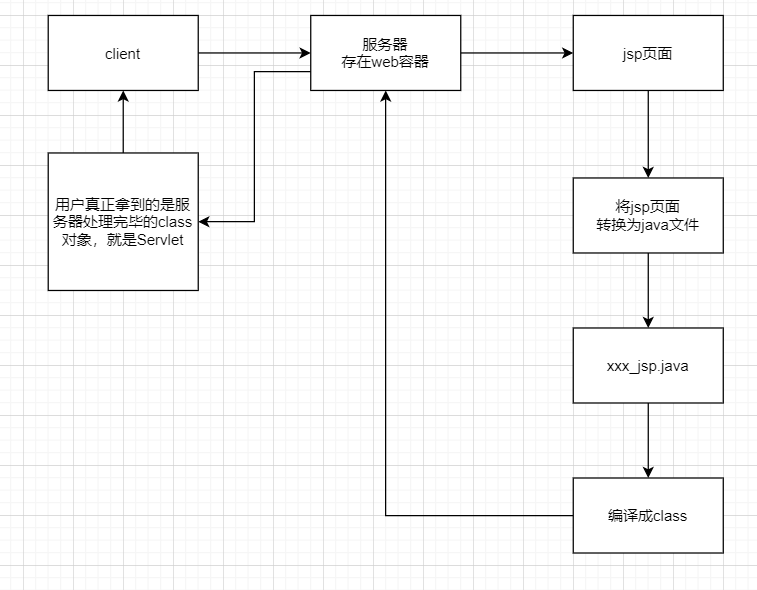 client
服务器
存在web容器
jsp页面
用户真正拿到的是服
务器处理完毕的class
对象，就是Servlet
将jsp页面
转换为java文件
xxx_jsp.java
编译成class